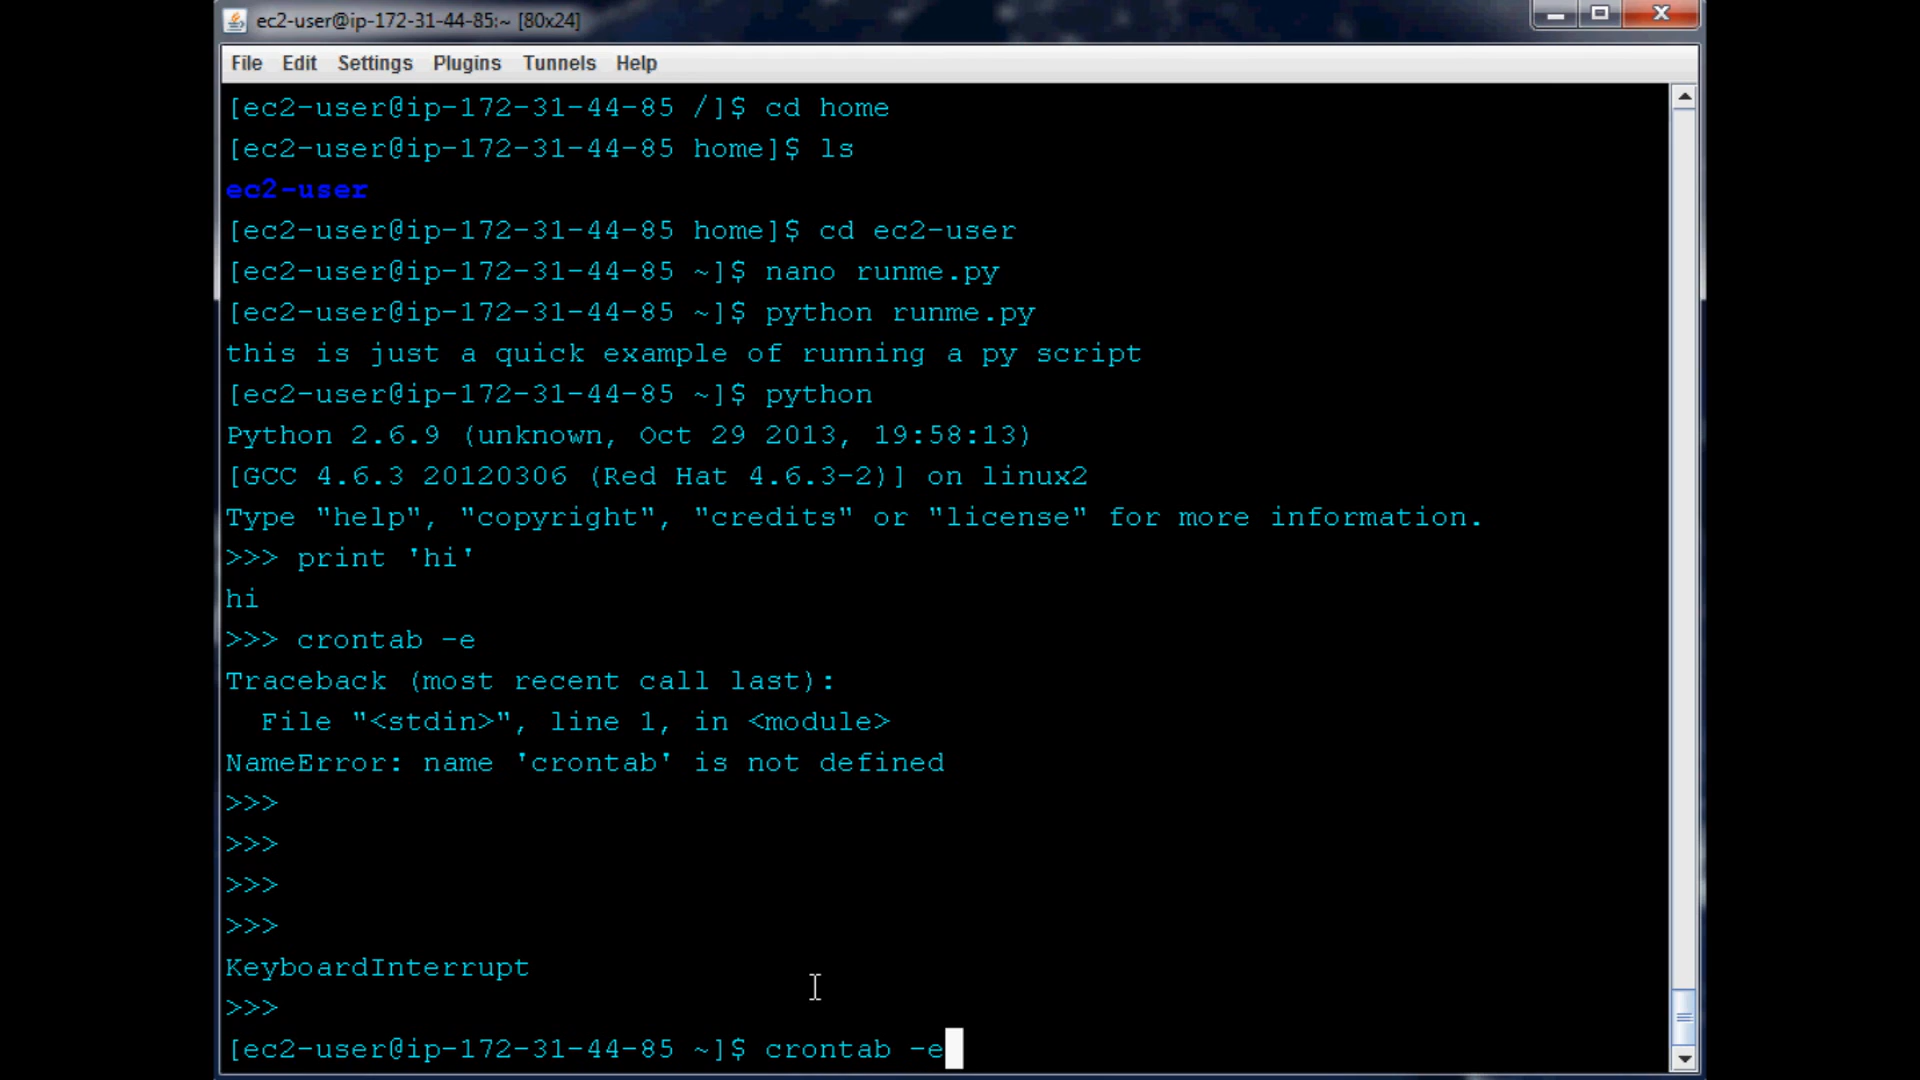 ec2-user@ip-172-31-44-85:~ [80x24]
File Edit Settings Plugins Tunnels Help
[ec2-user@ip-172-31-44-85 /]$ cd home
[ec2-user@ip-172-31-44-85 home]$ ls
ec2-user
[ec2-user@ip-172-31-44-85 home]$ cd ec2-user
[ec2-user@ip-172-31-44-85 ~]$ nano runme.py
[ec2-user@ip-172-31-44-85 ~]$ python runme.py
this is just a quick example of running a py script
[ec2-user@ip-172-31-44-85 ~]$ python
Python 2.6.9 (unknown, Oct 29 2013, 19:58:13)
[GCC 4.6.3 20120306 (Red Hat 4.6.3-2)] on linux2
Type "help", "copyright", "credits" or "license" for more information.
>>> print 'hi'
hi
>>> crontab -e
Traceback (most recent call last):
  File "<stdin>", line 1, in <module>
NameError: name 'crontab' is not defined
>>>
>>>
>>>
>>>
KeyboardInterrupt
>>>
[ec2-user@ip-172-31-44-85 ~]$ crontab -e